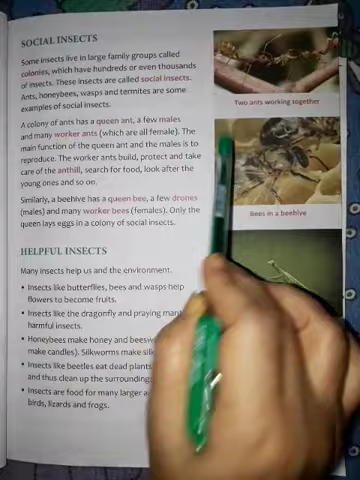 SOCIAL INSECTS
Some insects live in large family groups called
colonies, which have hundreds or even thousands
of insects. These insects are called social insects.
Ants, honeybees, wasps and termites are some
examples of social insects.
A colony of ants has a queen ant, a few males
and many worker ants (which are all female). The
main function of the queen ant and the males is to
reproduce. The worker ants build, protect and take
care of the anthill, search for food, look after the
young ones and so on.
Similarly, a beehive has a queen bee, a few drones
(males) and many worker bees (females). Only the
queen lays eggs in a colony of social insects.
Two ants working together
Bees in a beehive
HELPFUL INSECTS
Many insects help us and the environment.
• Insects like butterflies, bees and wasps help
flowers to become fruits.
• Insects like the dragonfly and praying
harmful insects.
• Honeybees make honey and
make candles). Silkworms make
• Insects like beetles eat dead plants
and thus clean up the
• Insects are food for many larger
birds, lizards and frogs.